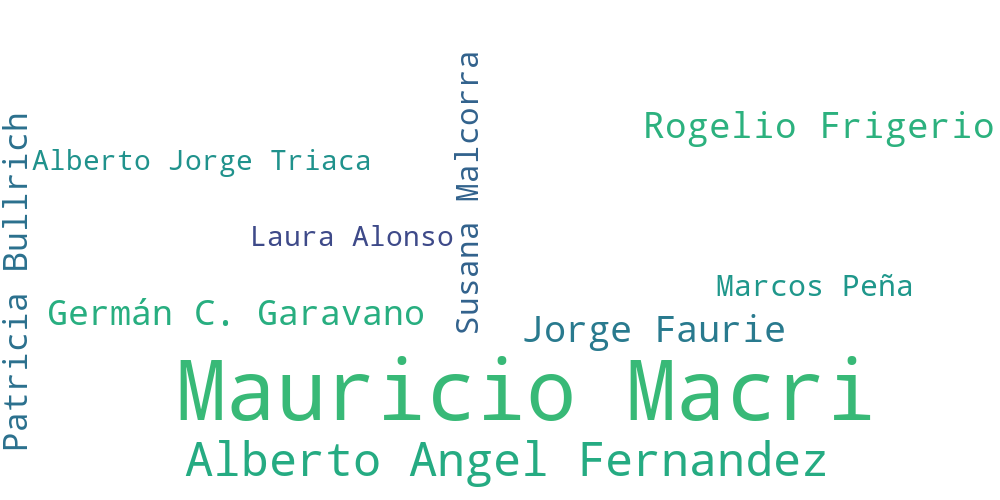 Susana Malcorra
Rogelio Frigerio
Patricia Bullrich
Alberto Jorge Triaca
Laura Alonso
Marcos Peña
Germán C. Garavano
Jorge Faurie
Mauricio Macri
Alberto Angel Fernandez